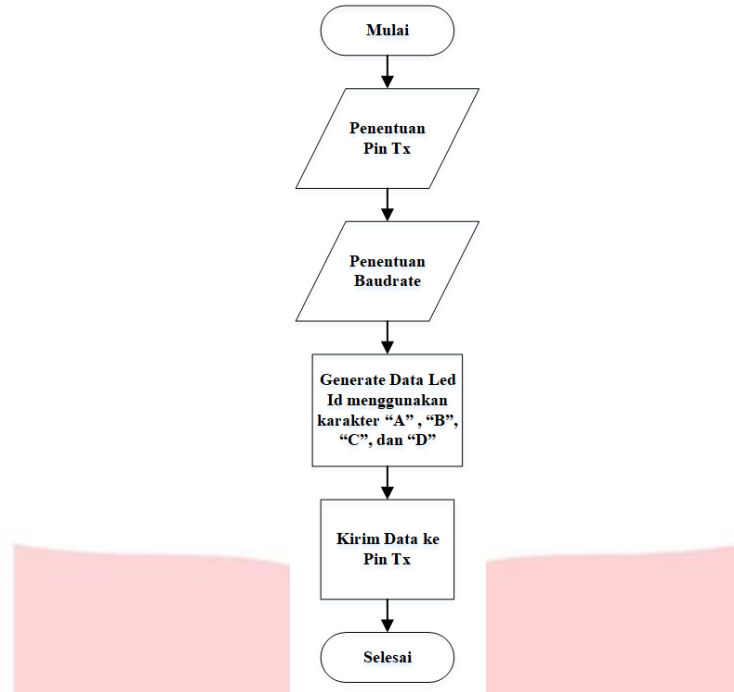 Mulai
Penentuan
Pin Tx
Penentuan
Baudrate
Generate Data Led
Id menggunakan
karakter “A” , “B”,
“C”, dan “D”
Kirim Data ke
Pin Tx
Selesai